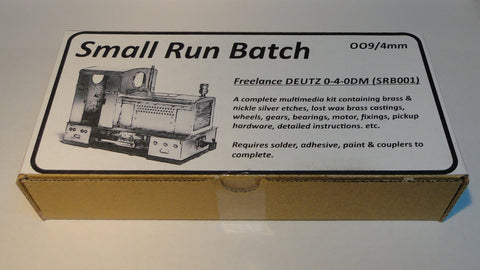 Small Run Batch
OO9/4mm
Freelance DEUTZ 0-4-0DM (SRB001)
A complete multimedia kit containing brass &
nickle silver etches, lost wax brass castings,
wheels, gears, bearings, motor, fixings, pickup
hardware, detailed instructions. etc.
Requires solder, adhesive, paint & couplers to
complete.